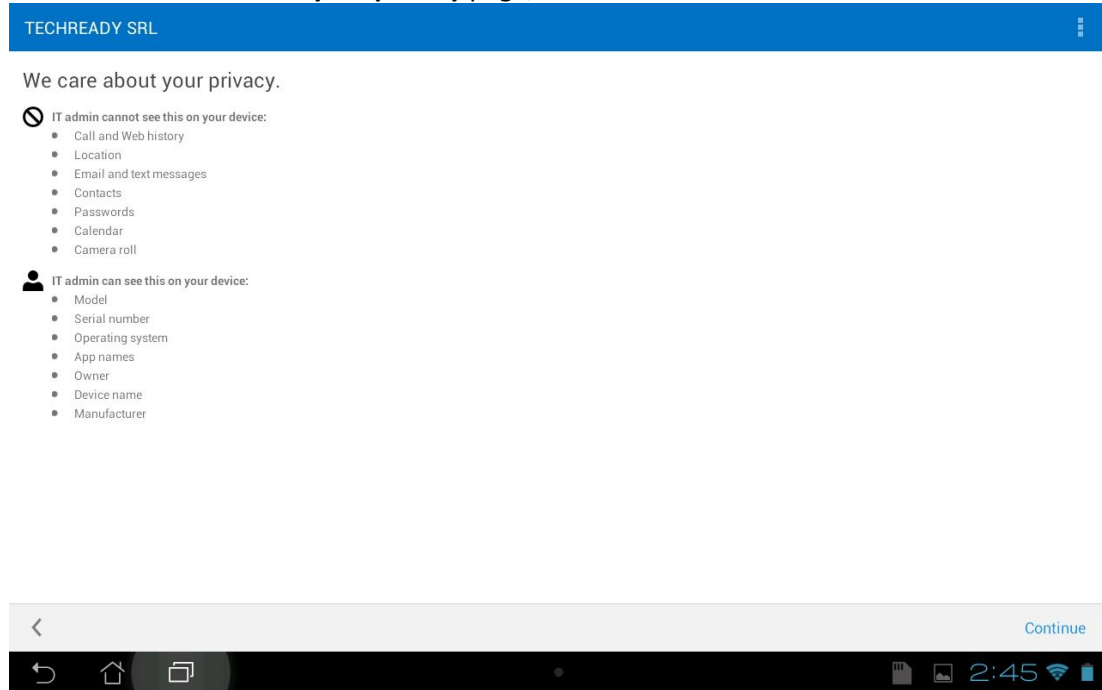 TECHREADY SRL
We care about your privacy.
IT admin cannot see this on your device:
Call and Web history
Location
Email and text messages
Contacts
Passwords
Calendar
Camera roll
IT admin can see this on your device:
Model
Serial number
Operating system
App names
Owner
Device name
Manufacturer
Continue
2:45